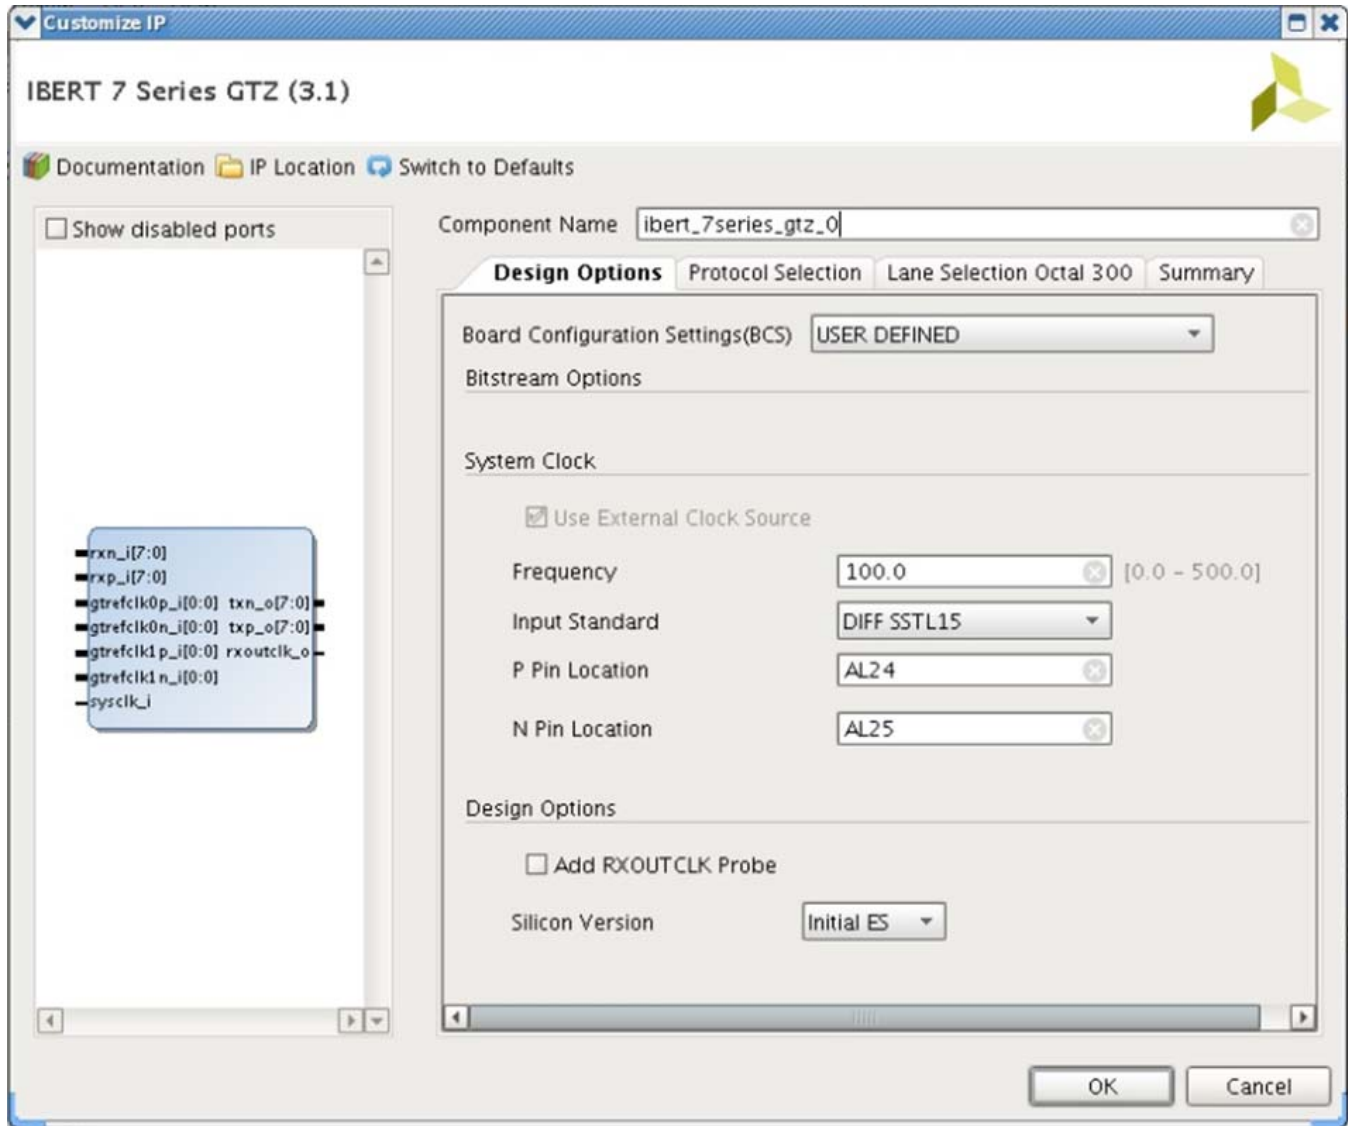 Customize IP
IBERT 7 Series GTZ (3.1)
Documentation IP Location Switch to Defaults
Show disabled ports
Component Name ibert_7series_gtz_0
Design Options Protocol Selection Lane Selection Octal 300 Summary
Board Configuration Settings(BCS) USER DEFINED
Bitstream Options
System Clock
Use External Clock Source
Frequency 100.0 [0.0 - 500.0]
Input Standard DIFF SSTL15
P Pin Location AL24
N Pin Location AL25
Design Options
Add RXOUTCLK Probe
Silicon Version Initial ES
rxn_i[7:0]
rxp_i[7:0]
gtrefclk0p_i[0:0] txn_o[7:0]
gtrefclk0n_i[0:0] txp_o[7:0]
gtrefclk1p_i[0:0] rxoutclk_o
gtrefclk1n_i[0:0]
sysclk_i
OK Cancel